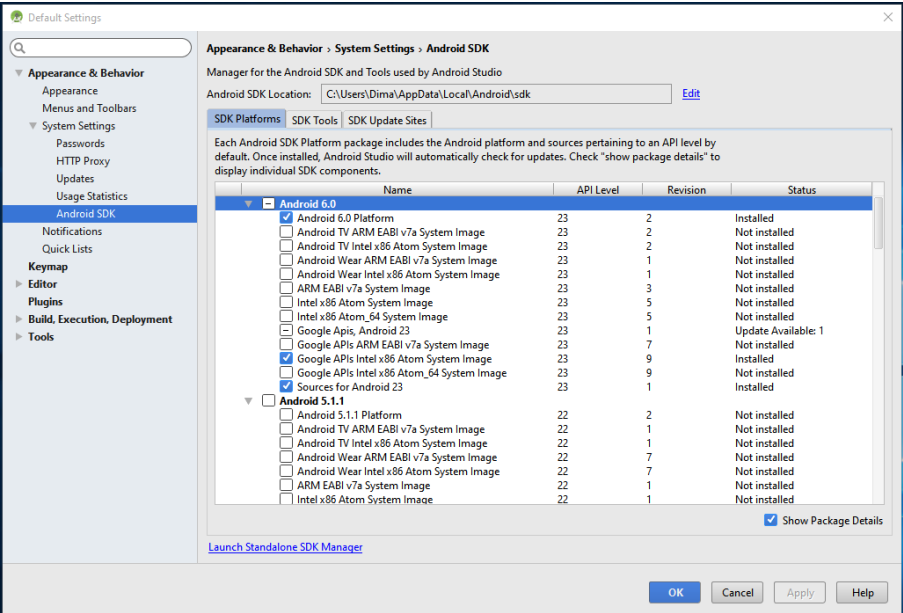 Default Settings
Appearance & Behavior › System Settings › Android SDK
Appearance & Behavior
Appearance
Menus and Toolbars
System Settings
Passwords
HTTP Proxy
Updates
Usage Statistics
Android SDK
Notifications
Quick Lists
Keymap
Editor
Plugins
Build, Execution, Deployment
Tools
Manager for the Android SDK and Tools used by Android Studio
Android SDK Location: C:\Users\Dima\AppData\Local\Android\sdk Edit
SDK Platforms SDK Tools SDK Update Sites
Each Android SDK Platform package includes the Android platform and sources pertaining to an API level by
default. Once installed, Android Studio will automatically check for updates. Check "show package details" to
display individual SDK components.
Name API Level Revision Status
Android 6.0
Android 6.0 Platform 23 2 Installed
Android TV ARM EABI v7a System Image 23 2 Not installed
Android TV Intel x86 Atom System Image 23 2 Not installed
Android Wear ARM EABI v7a System Image 23 1 Not installed
Android Wear Intel x86 Atom System Image 23 1 Not installed
ARM EABI v7a System Image 23 3 Not installed
Intel x86 Atom System Image 23 5 Not installed
Intel x86 Atom_64 System Image 23 5 Not installed
Google Apis, Android 23 23 1 Update Available: 1
Google APIs ARM EABI v7a System Image 23 7 Not installed
Google APIs Intel x86 Atom System Image 23 9 Installed
Google APIs Intel x86 Atom_64 System Image 23 9 Not installed
Sources for Android 23 23 1 Installed
Android 5.1.1
Android 5.1.1 Platform 22 2 Not installed
Android TV ARM EABI v7a System Image 22 1 Not installed
Android TV Intel x86 Atom System Image 22 1 Not installed
Android Wear ARM EABI v7a System Image 22 7 Not installed
Android Wear Intel x86 Atom System Image 22 7 Not installed
ARM EABI v7a System Image 22 1 Not installed
Intel x86 Atom System Image 22 1 Not installed
Show Package Details
Launch Standalone SDK Manager
OK Cancel Apply Help